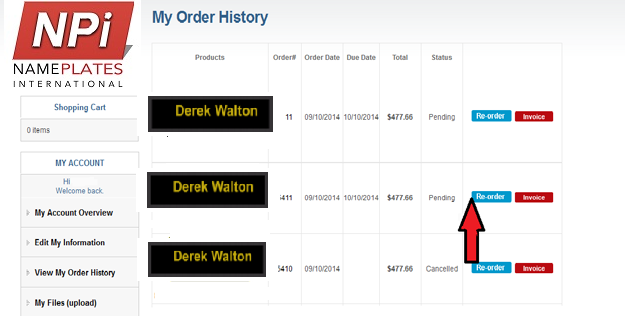 NPi
NAMEPLATES
INTERNATIONAL
My Order History
Products Order# Order Date Due Date Total Status
Derek Walton 11 09/10/2014 10/10/2014 $477.66 Pending Re-order Invoice
Derek Walton 411 09/10/2014 10/10/2014 $477.66 Pending Re-order Invoice
Derek Walton 5410 09/10/2014 $477.66 Cancelled Re-order Invoice
Shopping Cart
0 items
MY ACCOUNT
Hi
Welcome back.
My Account Overview
Edit My Information
View My Order History
My Files (upload)